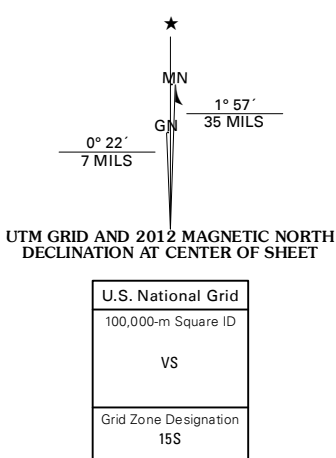 ★
MN
1° 57´
35 MILS
GN
0° 22´
7 MILS
UTM GRID AND 2012 MAGNETIC NORTH
DECLINATION AT CENTER OF SHEET
U.S. National Grid
100,000-m Square ID
VS
Grid Zone Designation
15S